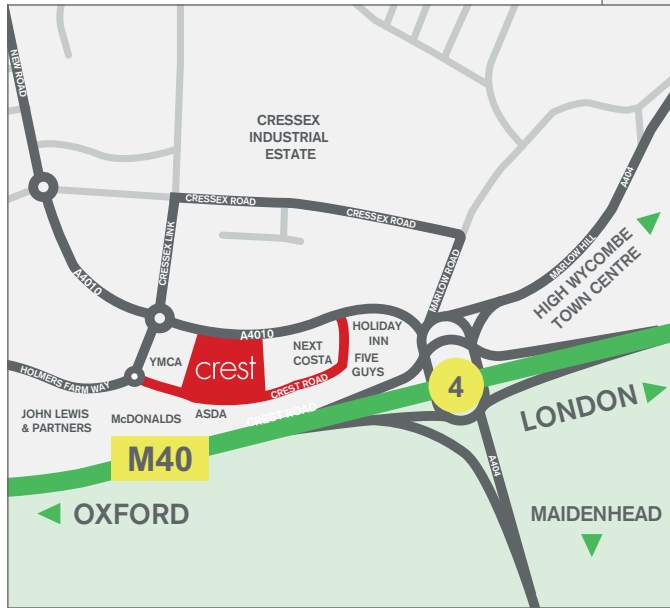 NEW ROAD
CRESSEX
INDUSTRIAL
ESTATE
CRESSEX ROAD
CRESSEX ROAD
A404
CRESSEX LINK
MARLOW ROAD
MARLOW HILL
HIGH WYCOMBE
TOWN CENTRE
A4010
A4010
HOLIDAY
INN
YMCA
crest
NEXT
COSTA
FIVE
GUYS
HOLMERS FARM WAY
CREST ROAD
4
LONDON
JOHN LEWIS
& PARTNERS
McDONALDS
ASDA
CREST ROAD
M40
A404
OXFORD
MAIDENHEAD